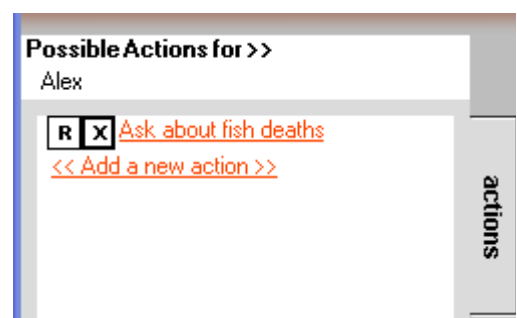 Possible Actions for >>
Alex
R X Ask about fish deaths
<< Add a new action >>
actions